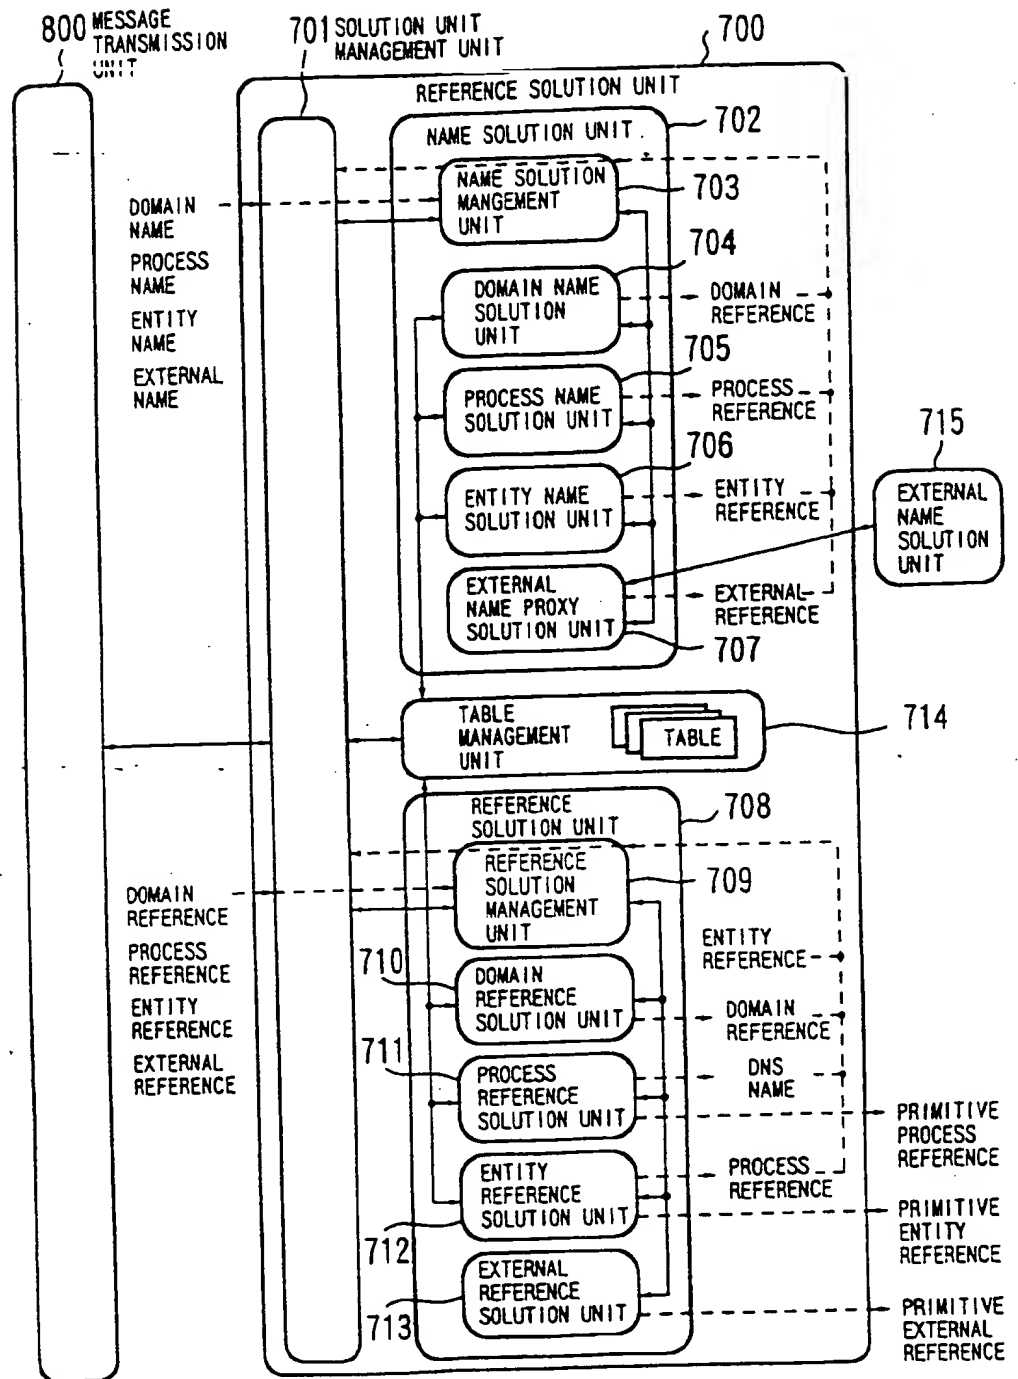 800 MESSAGE
TRANSMISSION
UNIT
701 SOLUTION UNIT
MANAGEMENT UNIT
700
REFERENCE SOLUTION UNIT
NAME SOLUTION UNIT
702
NAME SOLUTION
MANGEMENT
UNIT
703
DOMAIN
NAME
PROCESS
NAME
ENTITY
NAME
EXTERNAL
NAME
704
DOMAIN NAME
SOLUTION
UNIT
DOMAIN
REFERENCE
705
PROCESS NAME
SOLUTION UNIT
PROCESS
REFERENCE
706
ENTITY NAME
SOLUTION UNIT
ENTITY
REFERENCE
715
EXTERNAL
NAME
SOLUTION
UNIT
EXTERNAL
NAME PROXY
SOLUTION UNIT
EXTERNAL
REFERENCE
707
TABLE
MANAGEMENT
UNIT
TABLE
714
REFERENCE
SOLUTION UNIT
708
REFERENCE
SOLUTION
MANAGEMENT
UNIT
709
DOMAIN
REFERENCE
PROCESS
REFERENCE
ENTITY
REFERENCE
EXTERNAL
REFERENCE
ENTITY
REFERENCE
710
DOMAIN
REFERENCE
SOLUTION UNIT
DOMAIN
REFERENCE
711
PROCESS
REFERENCE
SOLUTION UNIT
DNS
NAME
PRIMITIVE
PROCESS
REFERENCE
ENTITY
REFERENCE
SOLUTION UNIT
PROCESS
REFERENCE
712
PRIMITIVE
ENTITY
REFERENCE
EXTERNAL
REFERENCE
SOLUTION UNIT
713
PRIMITIVE
EXTERNAL
REFERENCE